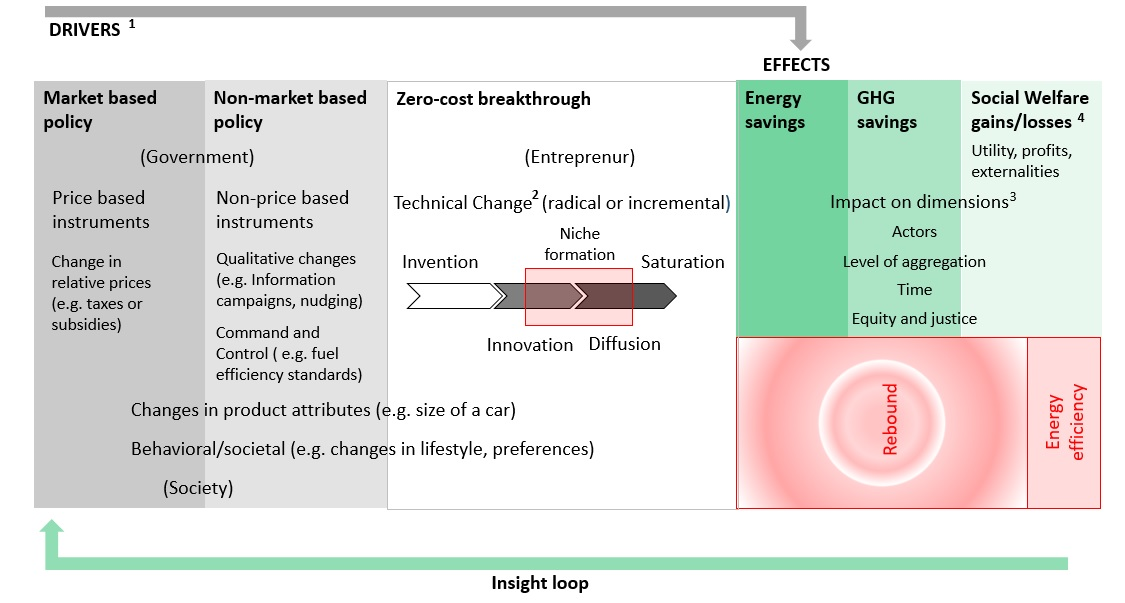 DRIVERS 1
EFFECTS
Market based
policy
Non-market based
policy
(Government)
Price based
instruments
Non-price based
instruments
Change in
relative prices
(e.g. taxes or
subsidies)
Qualitative changes
(e.g. Information
campaigns, nudging)
Command and
Control ( e.g. fuel
efficiency standards)
Zero-cost breakthrough
(Entreprenur)
Technical Change2 (radical or incremental)
Niche
formation
Invention
Saturation
Innovation
Diffusion
Changes in product attributes (e.g. size of a car)
Behavioral/societal (e.g. changes in lifestyle, preferences)
(Society)
Energy
savings
GHG
savings
Social Welfare
gains/losses 4
Utility, profits,
externalities
Impact on dimensions3
Actors
Level of aggregation
Time
Equity and justice
Rebound
Energy
efficiency
Insight loop